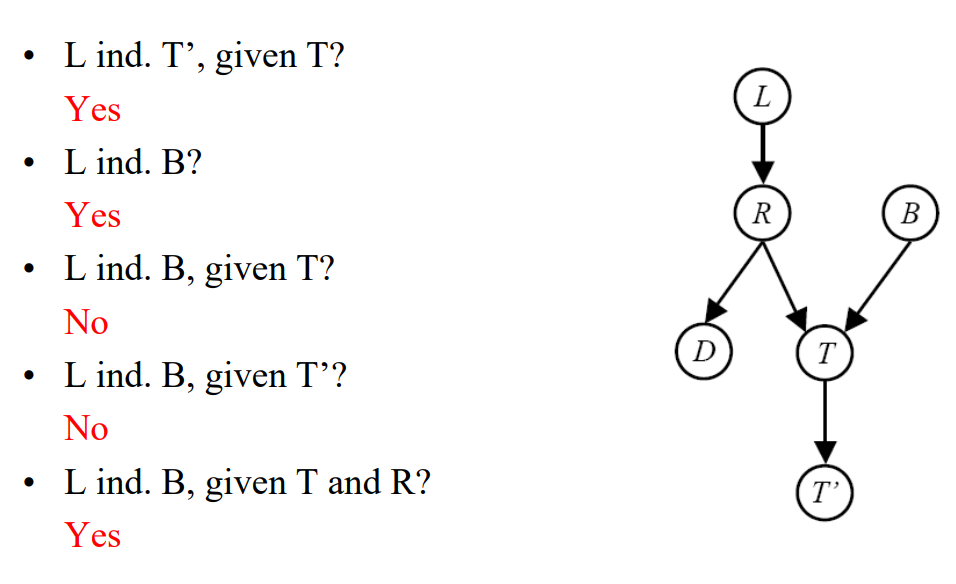 • L ind. T’, given T?
Yes
• L ind. B?
Yes
• L ind. B, given T?
No
• L ind. B, given T’?
No
• L ind. B, given T and R?
Yes
L
R
B
D
T
T’